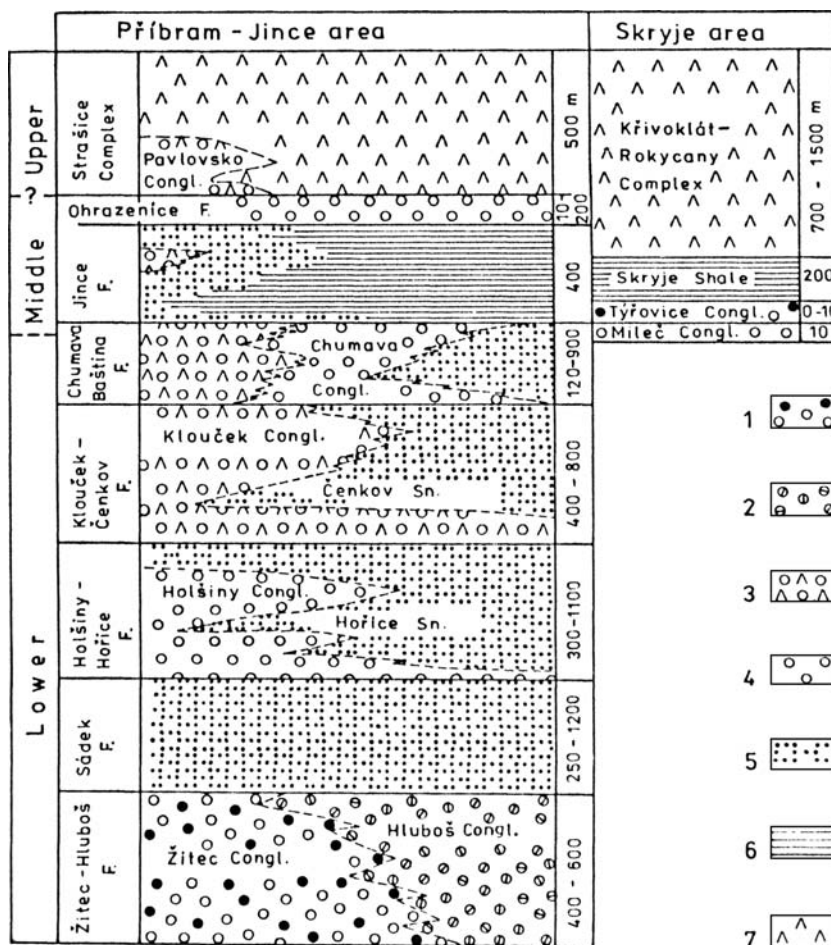 Příbram - Jince area
Skryje area
Upper
Middle
?
Lower
Strašice
Complex
Pavlovsko
Congl.
500 m
Ohrazenice F.
10-
200
Jince
F.
400
Chumava
Baština
F.
Chumava
Congl.
120-900
Klouček-
Čenkov
F.
Klouček Congl.
Čenkov Sn.
400 - 800
Holšiny-
Hořice
F.
Holšiny Congl.
Hořice Sn.
300-1100
Sádek
F.
250-1200
Žitec-Hluboš
F.
Žitec Congl.
Hluboš Congl.
400 - 600
Křivoklát-
Rokycany
Complex
700 - 1500 m
Skryje Shale
200
Týřovice Congl.
0-10
Mileč Congl.
10
1
2
3
4
5
6
7